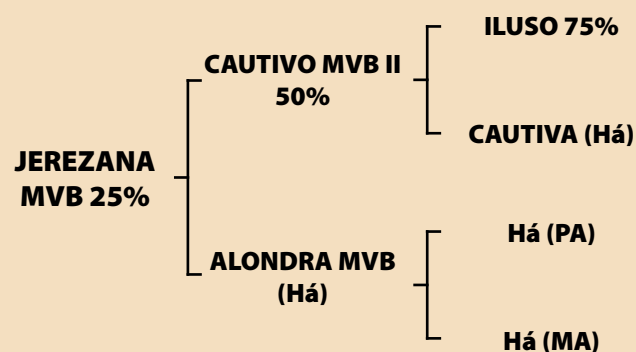 JEREZANA
MVB 25%
CAUTIVO MVB II
50%
ALONDRA MVB
(Há)
ILUSO 75%
CAUTIVA (Há)
Há (PA)
Há (MA)